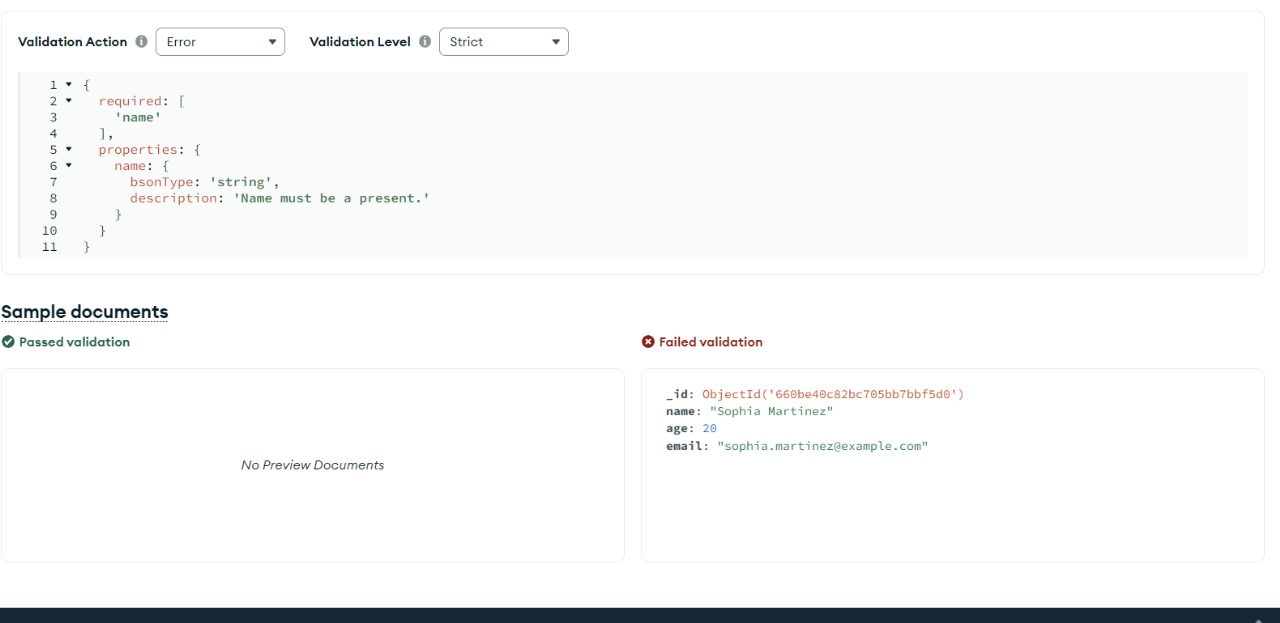 Validation Action Error Validation Level Strict
1 {
2 required: [
3 'name'
4 ],
5 properties: {
6 name: {
7 bsonType: 'string',
8 description: 'Name must be a present.'
9 }
10 }
11 }
Sample documents
Passed validation
Failed validation
No Preview Documents
_id: ObjectId('660be40c82bc705bb7bbf5d0')
name: "Sophia Martinez"
age: 20
email: "sophia.martinez@example.com"